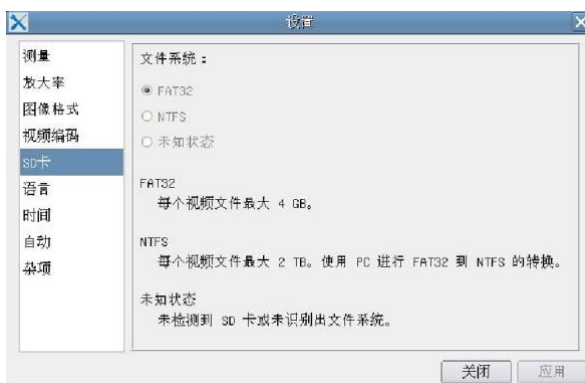 设置
测量
放大率
图像格式
视频编码
SD卡
语言
时间
自动
杂项
文件系统：
FAT32
NTFS
未知状态
FAT32
每个视频文件最大 4 GB。
NTFS
每个视频文件最大 2 TB。使用 PC 进行 FAT32 到 NTFS 的转换。
未知状态
未检测到 SD 卡或未识别出文件系统。
关闭
应用